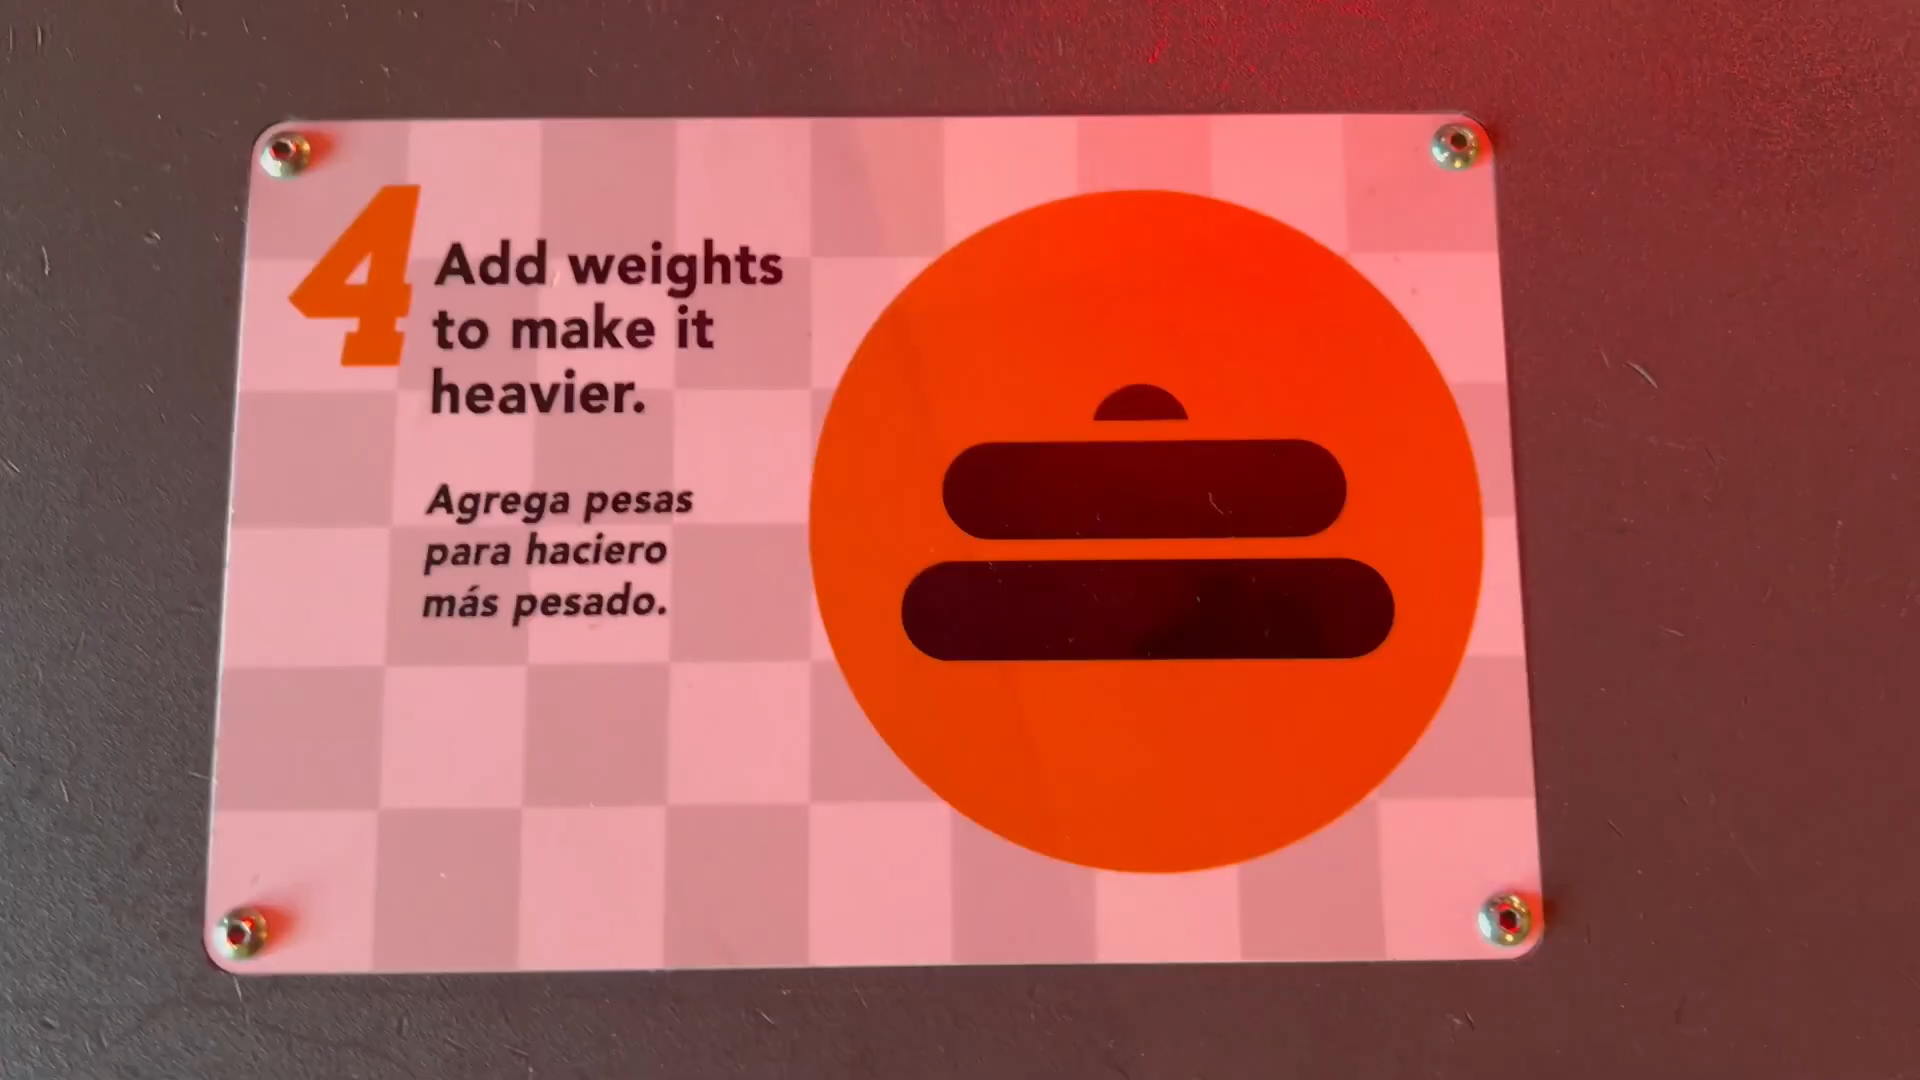 4
Add weights
to make it
heavier.
Agrega pesas
para haciero
más pesado.